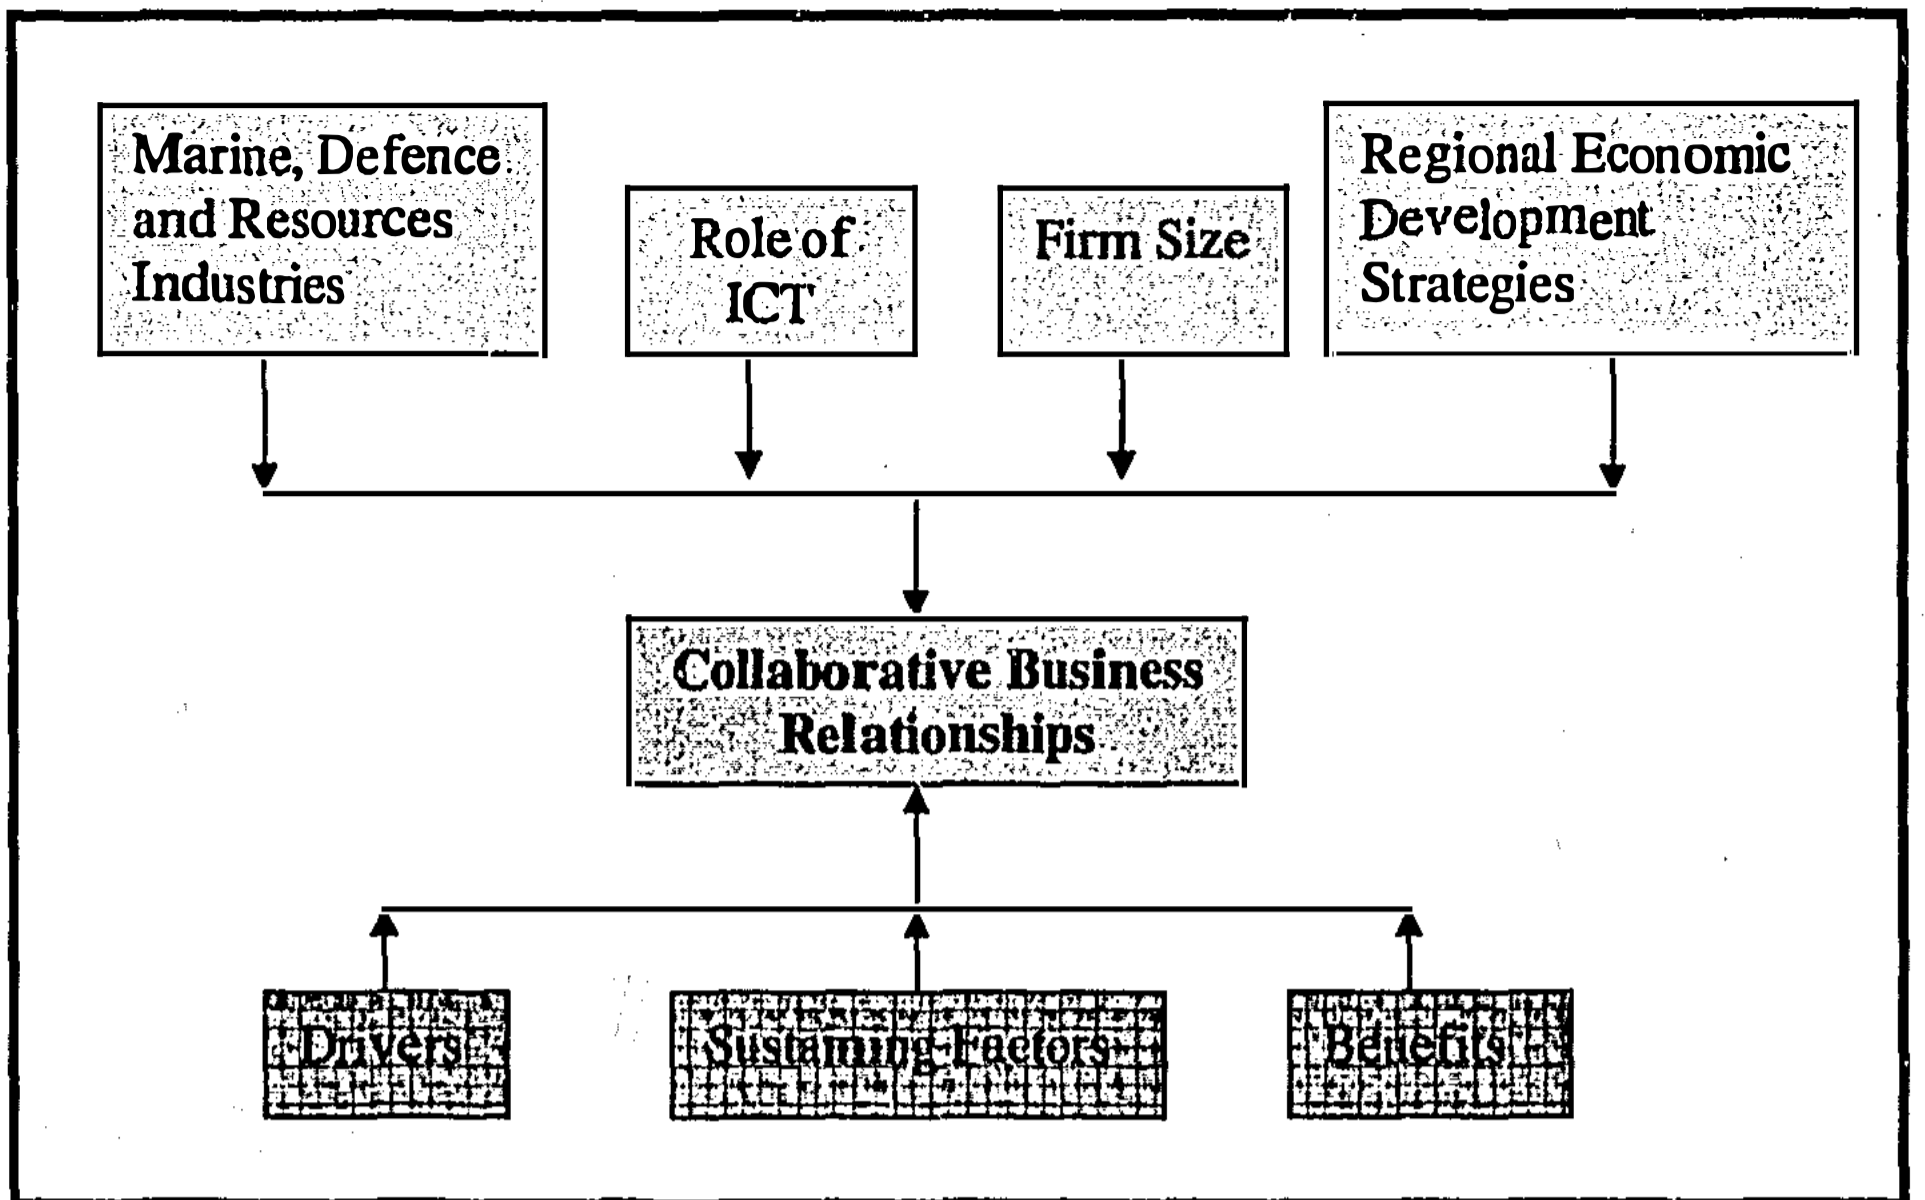 Marine, Defence
and Resources
Industries
Role of
ICT
Firm Size
Regional Economic
Development
Strategies
Collaborative Business
Relationships
Drivers
Sustaining Factors
Benefits